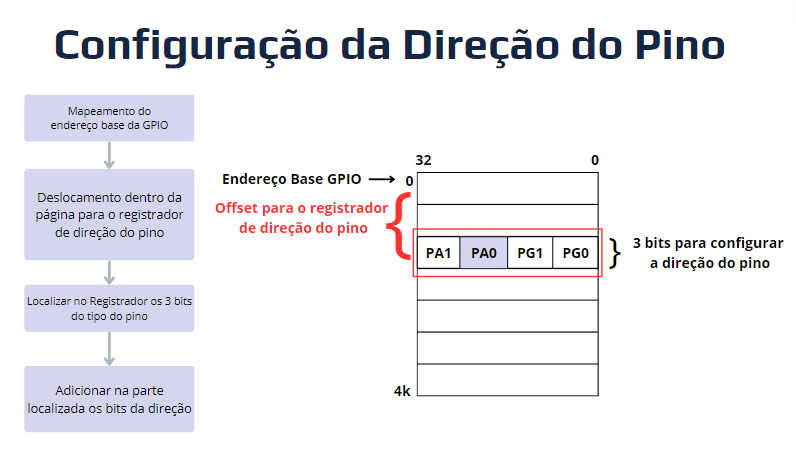 Configuração da Direção do Pino
Mapeamento do
endereço base da GPIO
Deslocamento dentro da
página para o registrador
de direção do pino
Localizar no Registrador os 3 bits
do tipo do pino
Adicionar na parte
localizada os bits da direção
32 0
Endereço Base GPIO 0
Offset para o registrador
de direção do pino
PA1 PA0 PG1 PG0
3 bits para configurar
a direção do pino
4k